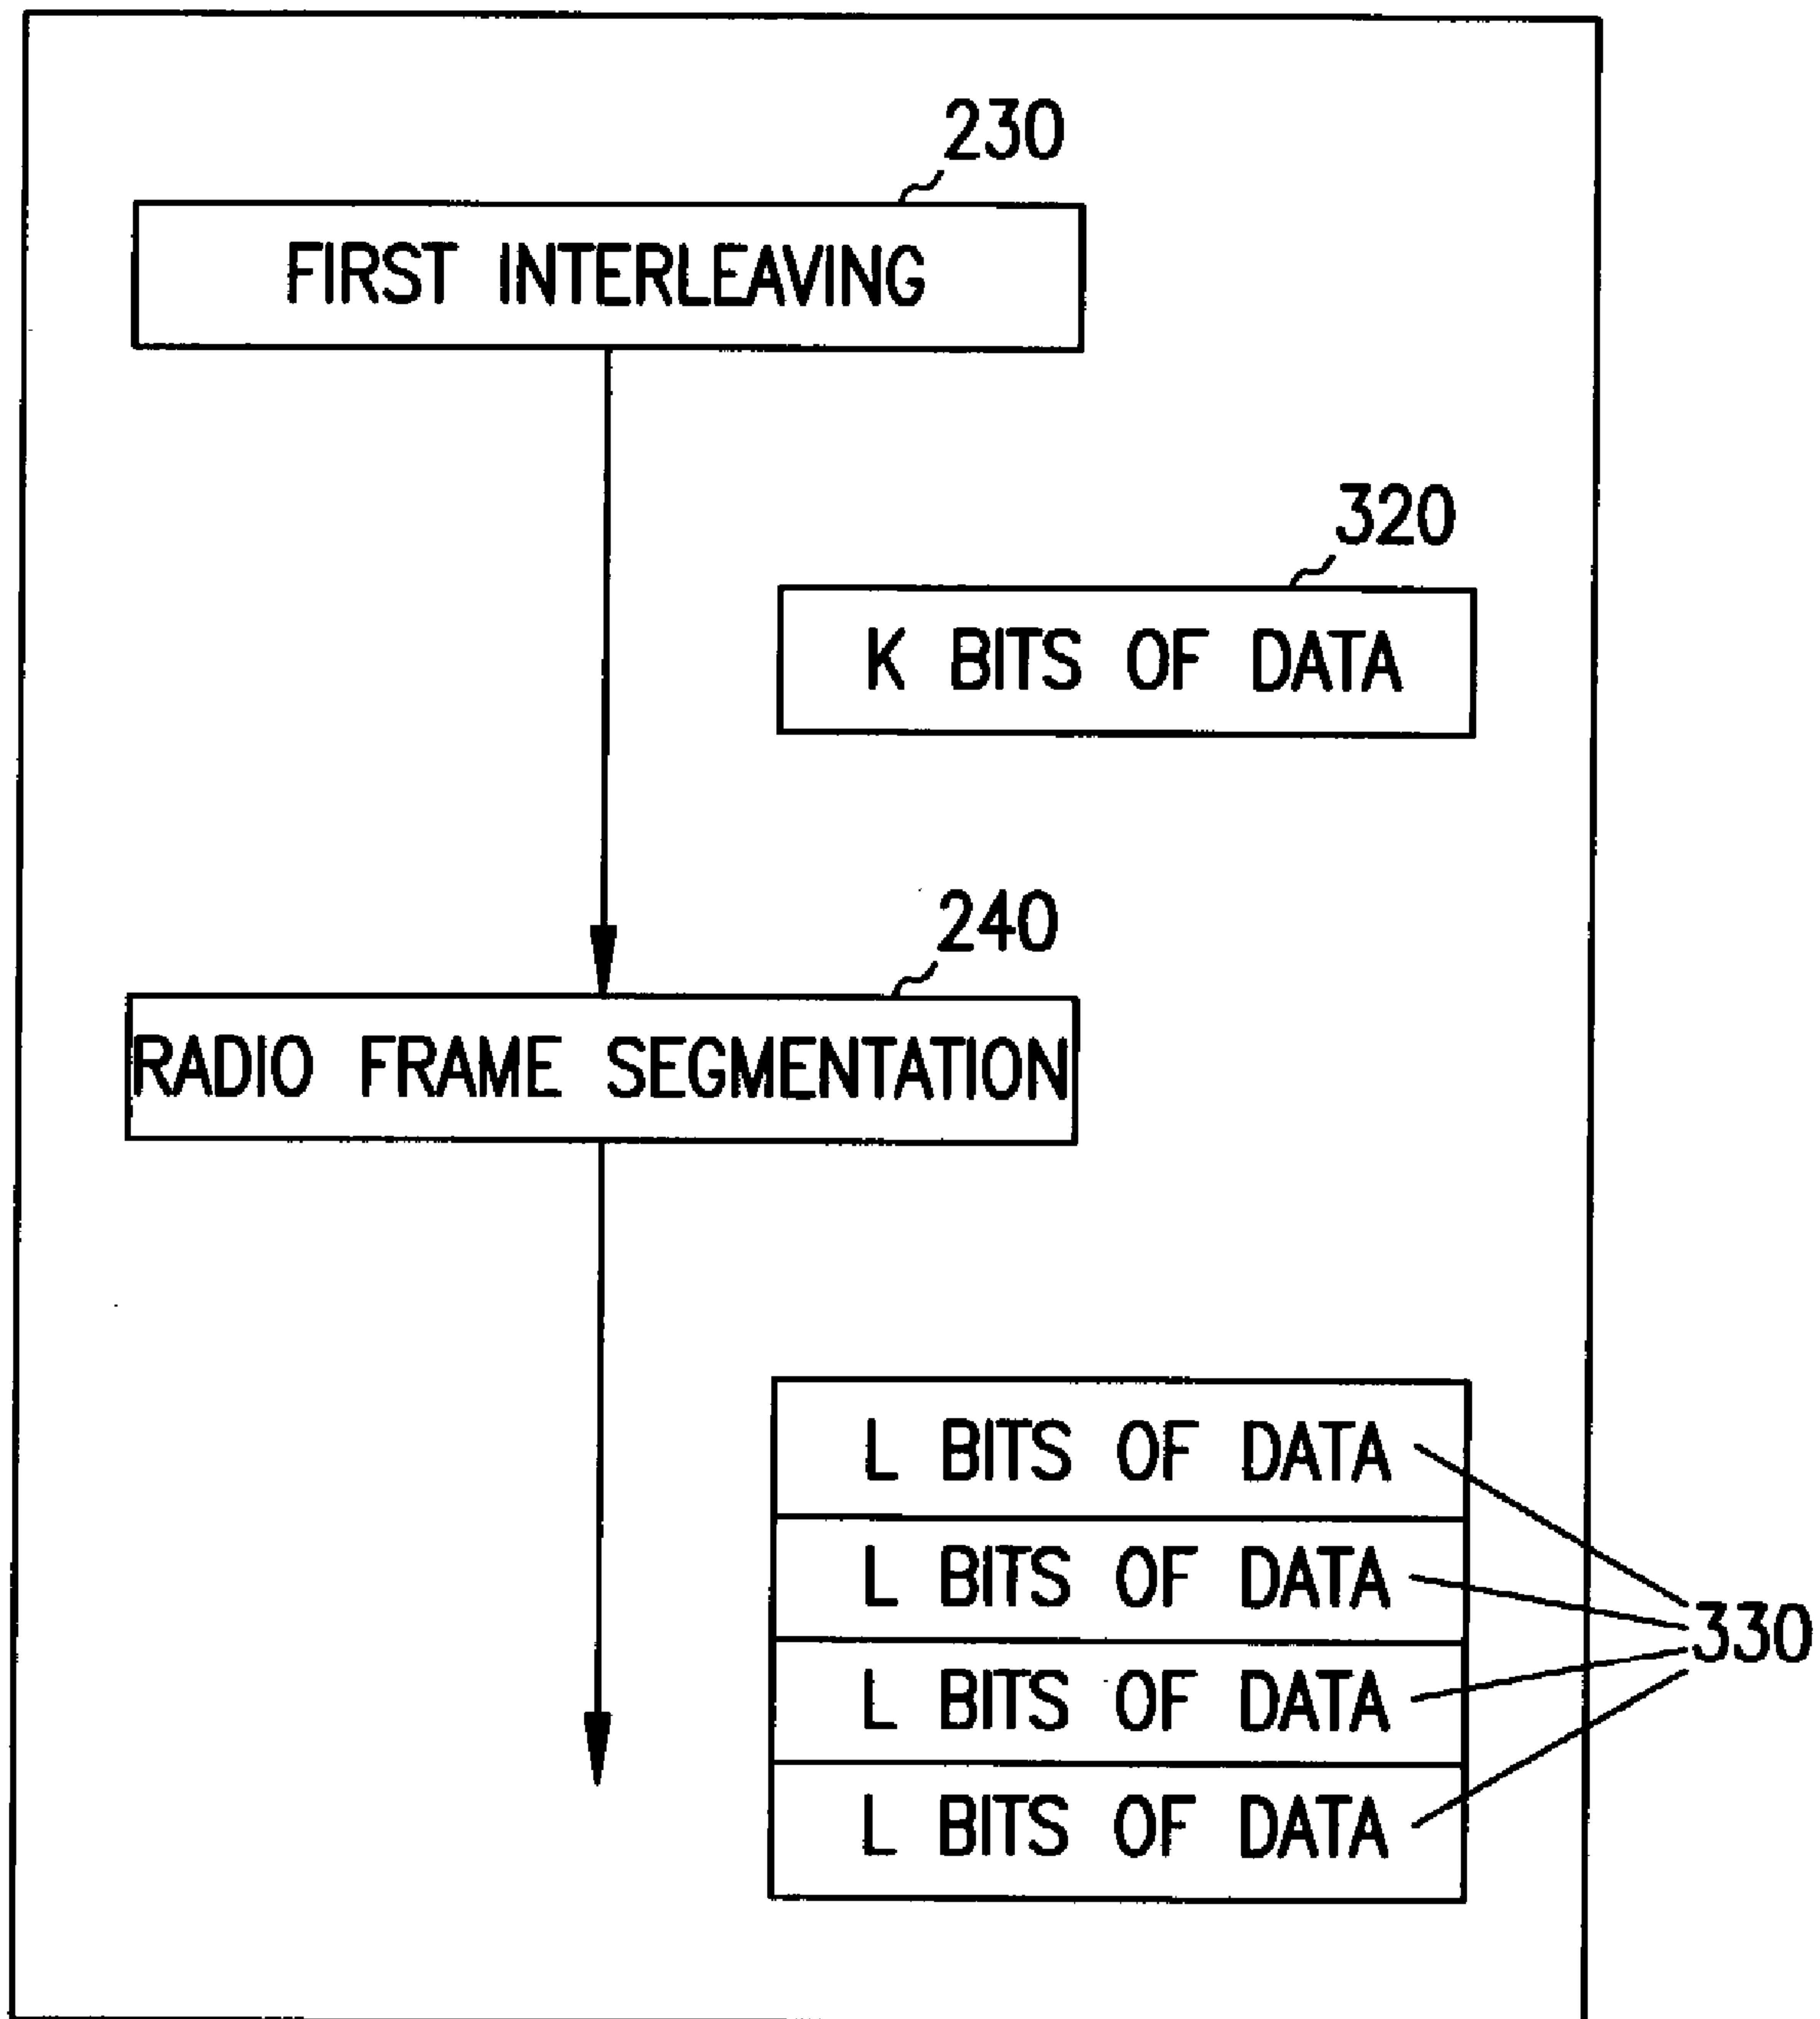 230
FIRST INTERLEAVING
320
K BITS OF DATA
240
RADIO FRAME SEGMENTATION
L BITS OF DATA
L BITS OF DATA
330
L BITS OF DATA
L BITS OF DATA